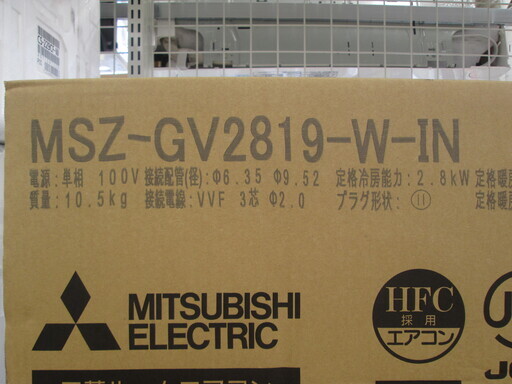 MSZ-GV2819-W-IN
電源:単相 100V 接続配管(径):Φ6.35 Φ9.52 定格冷房能力:2.8kW 定格暖房
質量:10.5kg 接続電線:VVF 3芯 Φ2.0 プラグ形状: 定格暖房
MITSUBISHI
ELECTRIC
HFC
採用
エアコン